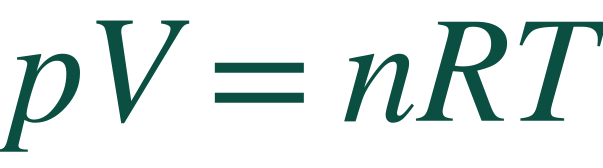 pV = nRT